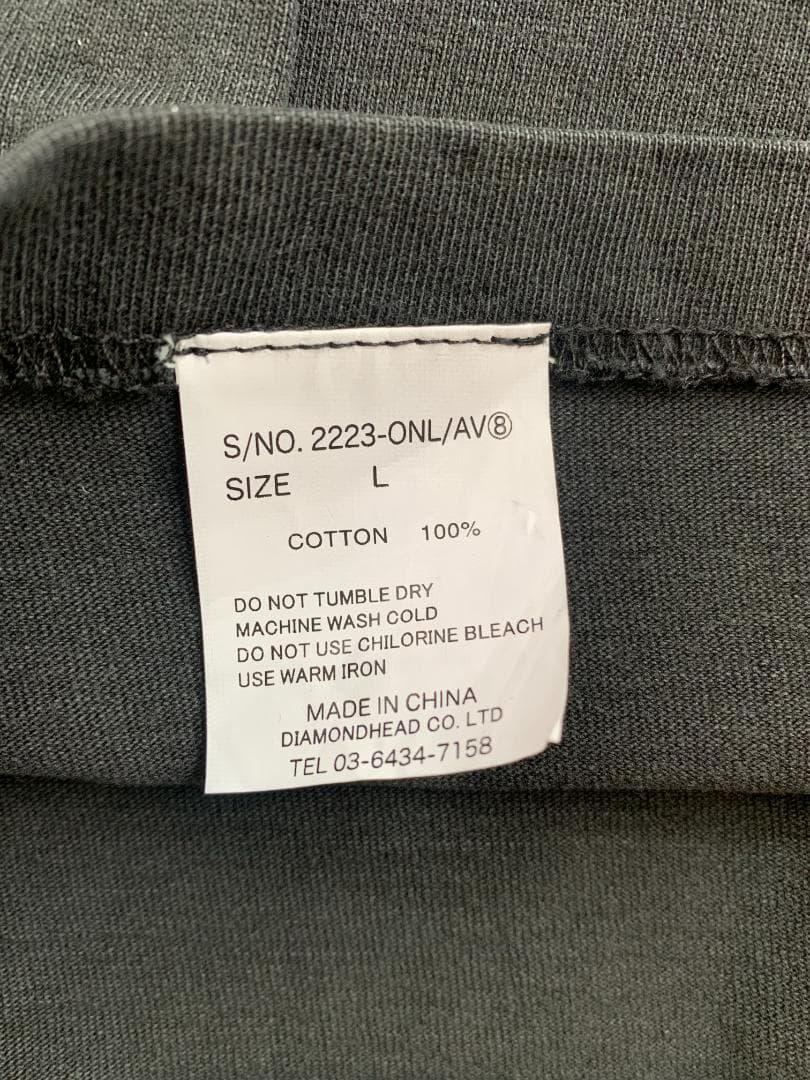 S/NO. 2223-ONL/AV⑧
SIZE L
COTTON 100%
DO NOT TUMBLE DRY
MACHINE WASH COLD
DO NOT USE CHILORINE BLEACH
USE WARM IRON
MADE IN CHINA
DIAMONDHEAD CO. LTD
TEL 03-6434-7158